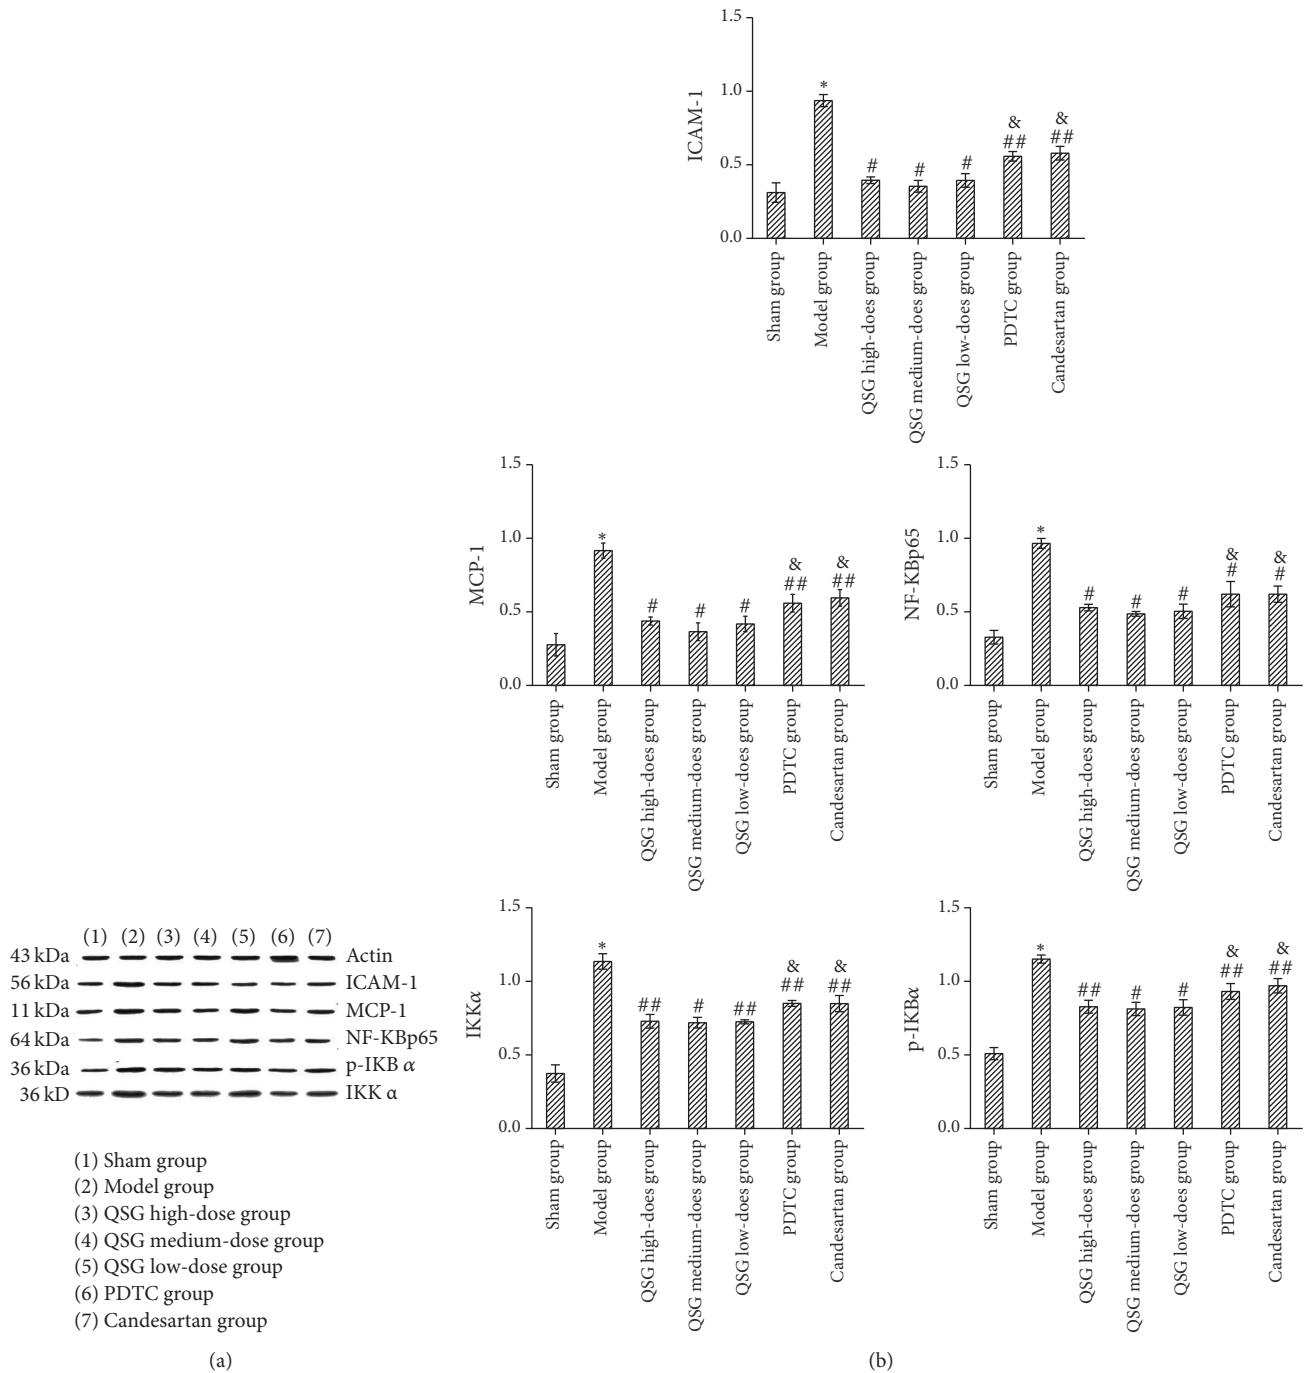 (1) (2) (3) (4) (5) (6) (7)
43 kDa Actin
56 kDa ICAM-1
11 kDa MCP-1
64 kDa NF-KBp65
36 kDa p-IKB α
36 kD IKK α
(1) Sham group
(2) Model group
(3) QSG high-dose group
(4) QSG medium-dose group
(5) QSG low-dose group
(6) PDTC group
(7) Candesartan group
(a)
ICAM-1
1.5
1.0
0.5
0.0
*
#
#
#
&
##
&
##
Sham group
Model group
QSG high-does group
QSG medium-does group
QSG low-does group
PDTC group
Candesartan group
MCP-1
1.5
1.0
0.5
0.0
*
#
#
#
&
##
&
##
Sham group
Model group
QSG high-does group
QSG medium-does group
QSG low-does group
PDTC group
Candesartan group
NF-KBp65
1.5
1.0
0.5
0.0
*
#
#
#
&
#
&
#
Sham group
Model group
QSG high-does group
QSG medium-does group
QSG low-does group
PDTC group
Candesartan group
IKKα
1.5
1.0
0.5
0.0
*
##
#
##
&
##
&
##
Sham group
Model group
QSG high-does group
QSG medium-does group
QSG low-does group
PDTC group
Candesartan group
p-IKBα
1.5
1.0
0.5
0.0
*
##
#
#
&
##
&
##
Sham group
Model group
QSG high-does group
QSG medium-does group
QSG low-does group
PDTC group
Candesartan group
(b)